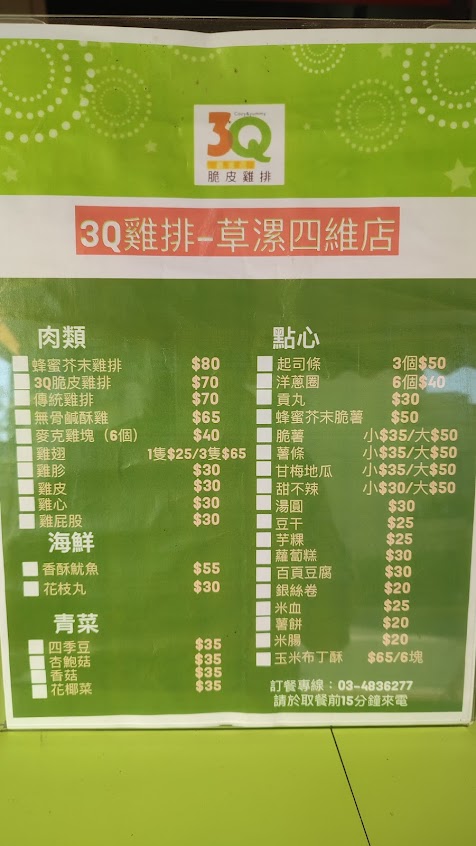 3Q
脆皮雞排
3Q雞排-草漯四維店
肉類
蜂蜜芥末雞排 $80
3Q脆皮雞排 $70
傳統雞排 $70
無骨鹹酥雞 $65
麥克雞塊（6個） $40
雞翅 1隻$25/3隻$65
雞胗 $30
雞皮 $30
雞心 $30
雞屁股 $30
海鮮
香酥魷魚 $55
花枝丸 $30
青菜
四季豆 $35
杏鮑菇 $35
香菇 $35
花椰菜 $35
點心
起司條 3個$50
洋蔥圈 6個$40
貢丸 $30
蜂蜜芥末脆薯 $50
脆薯 小$35/大$50
薯條 小$35/大$50
甘梅地瓜 小$35/大$50
甜不辣 小$30/大$50
湯圓 $30
豆干 $25
芋粿 $25
蘿蔔糕 $30
百頁豆腐 $30
銀絲卷 $20
米血 $25
薯餅 $20
米腸 $20
玉米布丁酥 $65/6塊
訂餐專線：03-4836277
請於取餐前15分鐘來電